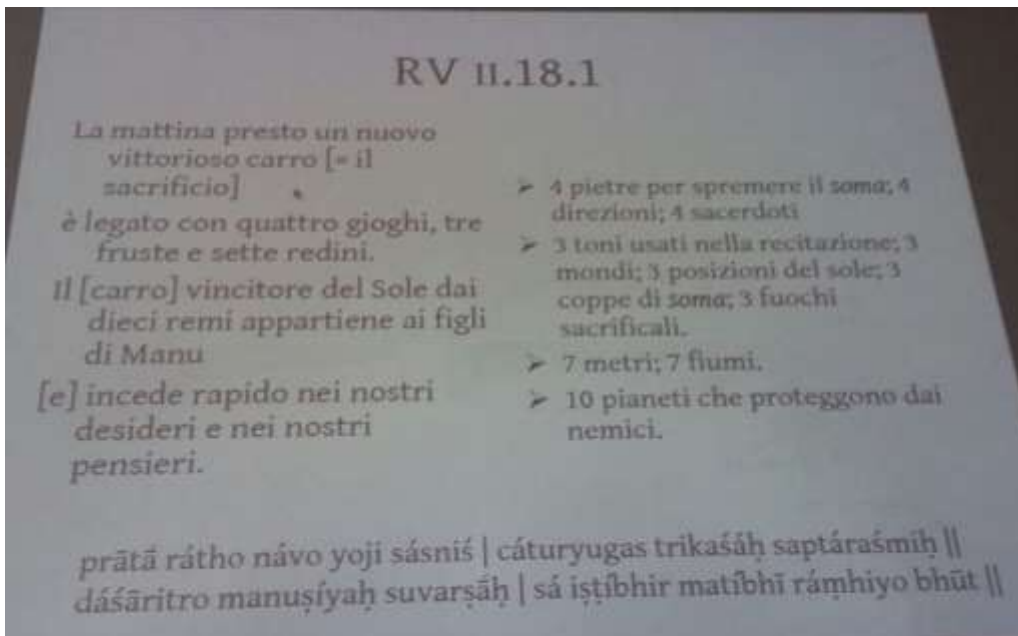 RV II.18.1
La mattina presto un nuovo
vittorioso carro [= il
sacrificio]
è legato con quattro gioghi, tre
fruste e sette redini.
Il [carro] vincitore del Sole dai
dieci remi appartiene ai figli
di Manu
[e] incede rapido nei nostri
desideri e nei nostri
pensieri.
➢ 4 pietre per spremere il soma; 4
direzioni; 4 sacerdoti
➢ 3 toni usati nella recitazione; 3
mondi; 3 posizioni del sole; 3
coppe di soma; 3 fuochi
sacrificali.
➢ 7 metri; 7 fiumi.
➢ 10 pianeti che proteggono dai
nemici.
prātā́ rátho návo yoji sásniś | cáturyugas trikaśáḥ saptáraśmiḥ ||
dáśāritro manuṣíyaḥ suvarṣā́ḥ | sá iṣṭíbhir matíbhī ráṃhiyo bhūt ||